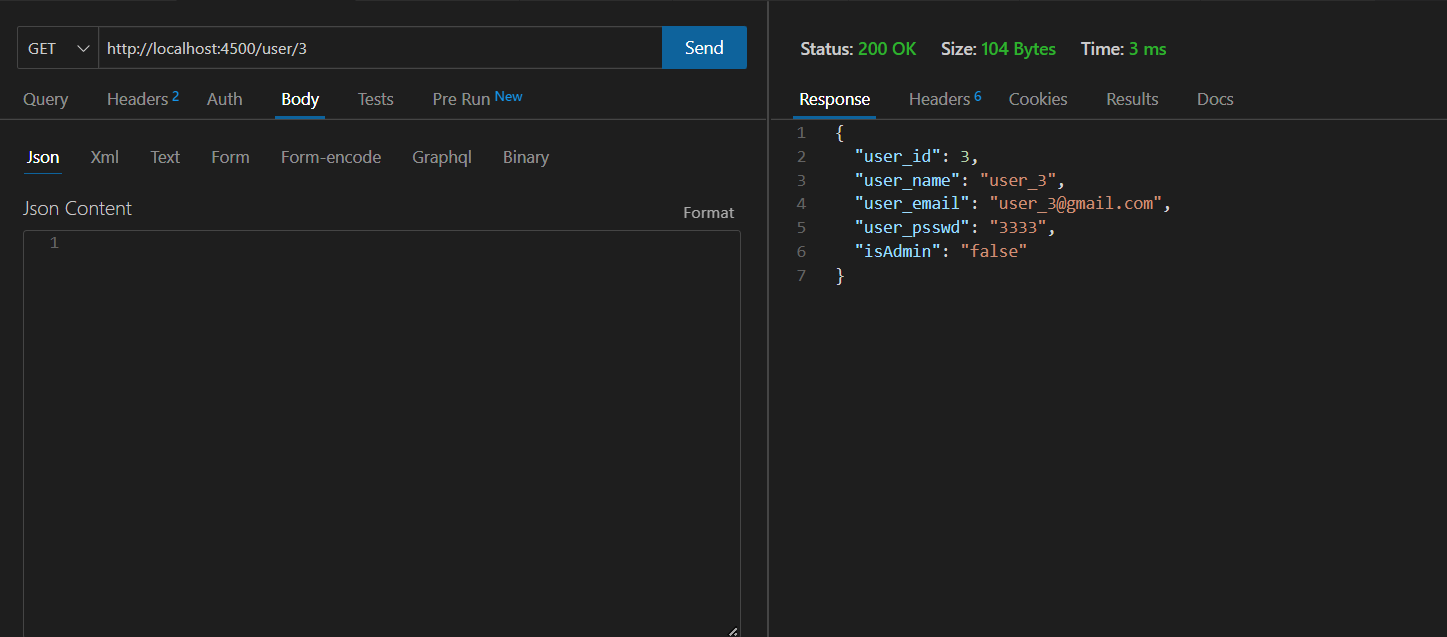 GET http://localhost:4500/user/3 Send
Query Headers 2 Auth Body Tests Pre Run New
Json Xml Text Form Form-encode Graphql Binary
Json Content
Format
1
Status: 200 OK Size: 104 Bytes Time: 3 ms
Response Headers 6 Cookies Results Docs
1 {
2 "user_id": 3,
3 "user_name": "user_3",
4 "user_email": "user_3@gmail.com",
5 "user_psswd": "3333",
6 "isAdmin": "false"
7 }